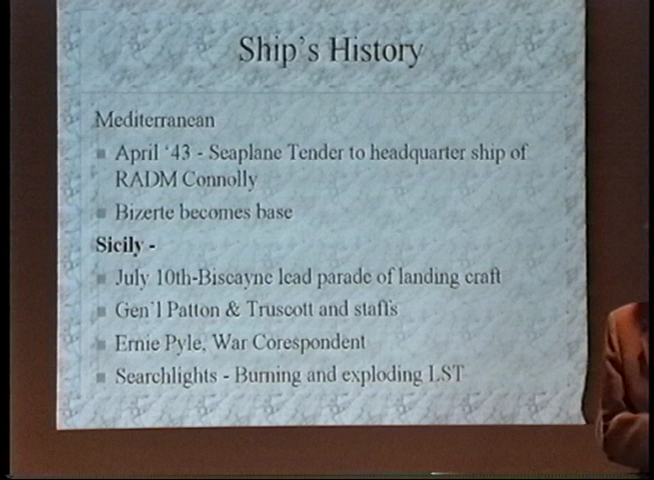 Ship's History
Mediterranean
April '43 - Seaplane Tender to headquarter ship of
RADM Connolly
Bizerte becomes base
Sicily -
July 10th-Biscayne lead parade of landing craft
Gen'l Patton & Truscott and staffs
Ernie Pyle, War Corespondent
Searchlights - Burning and exploding LST